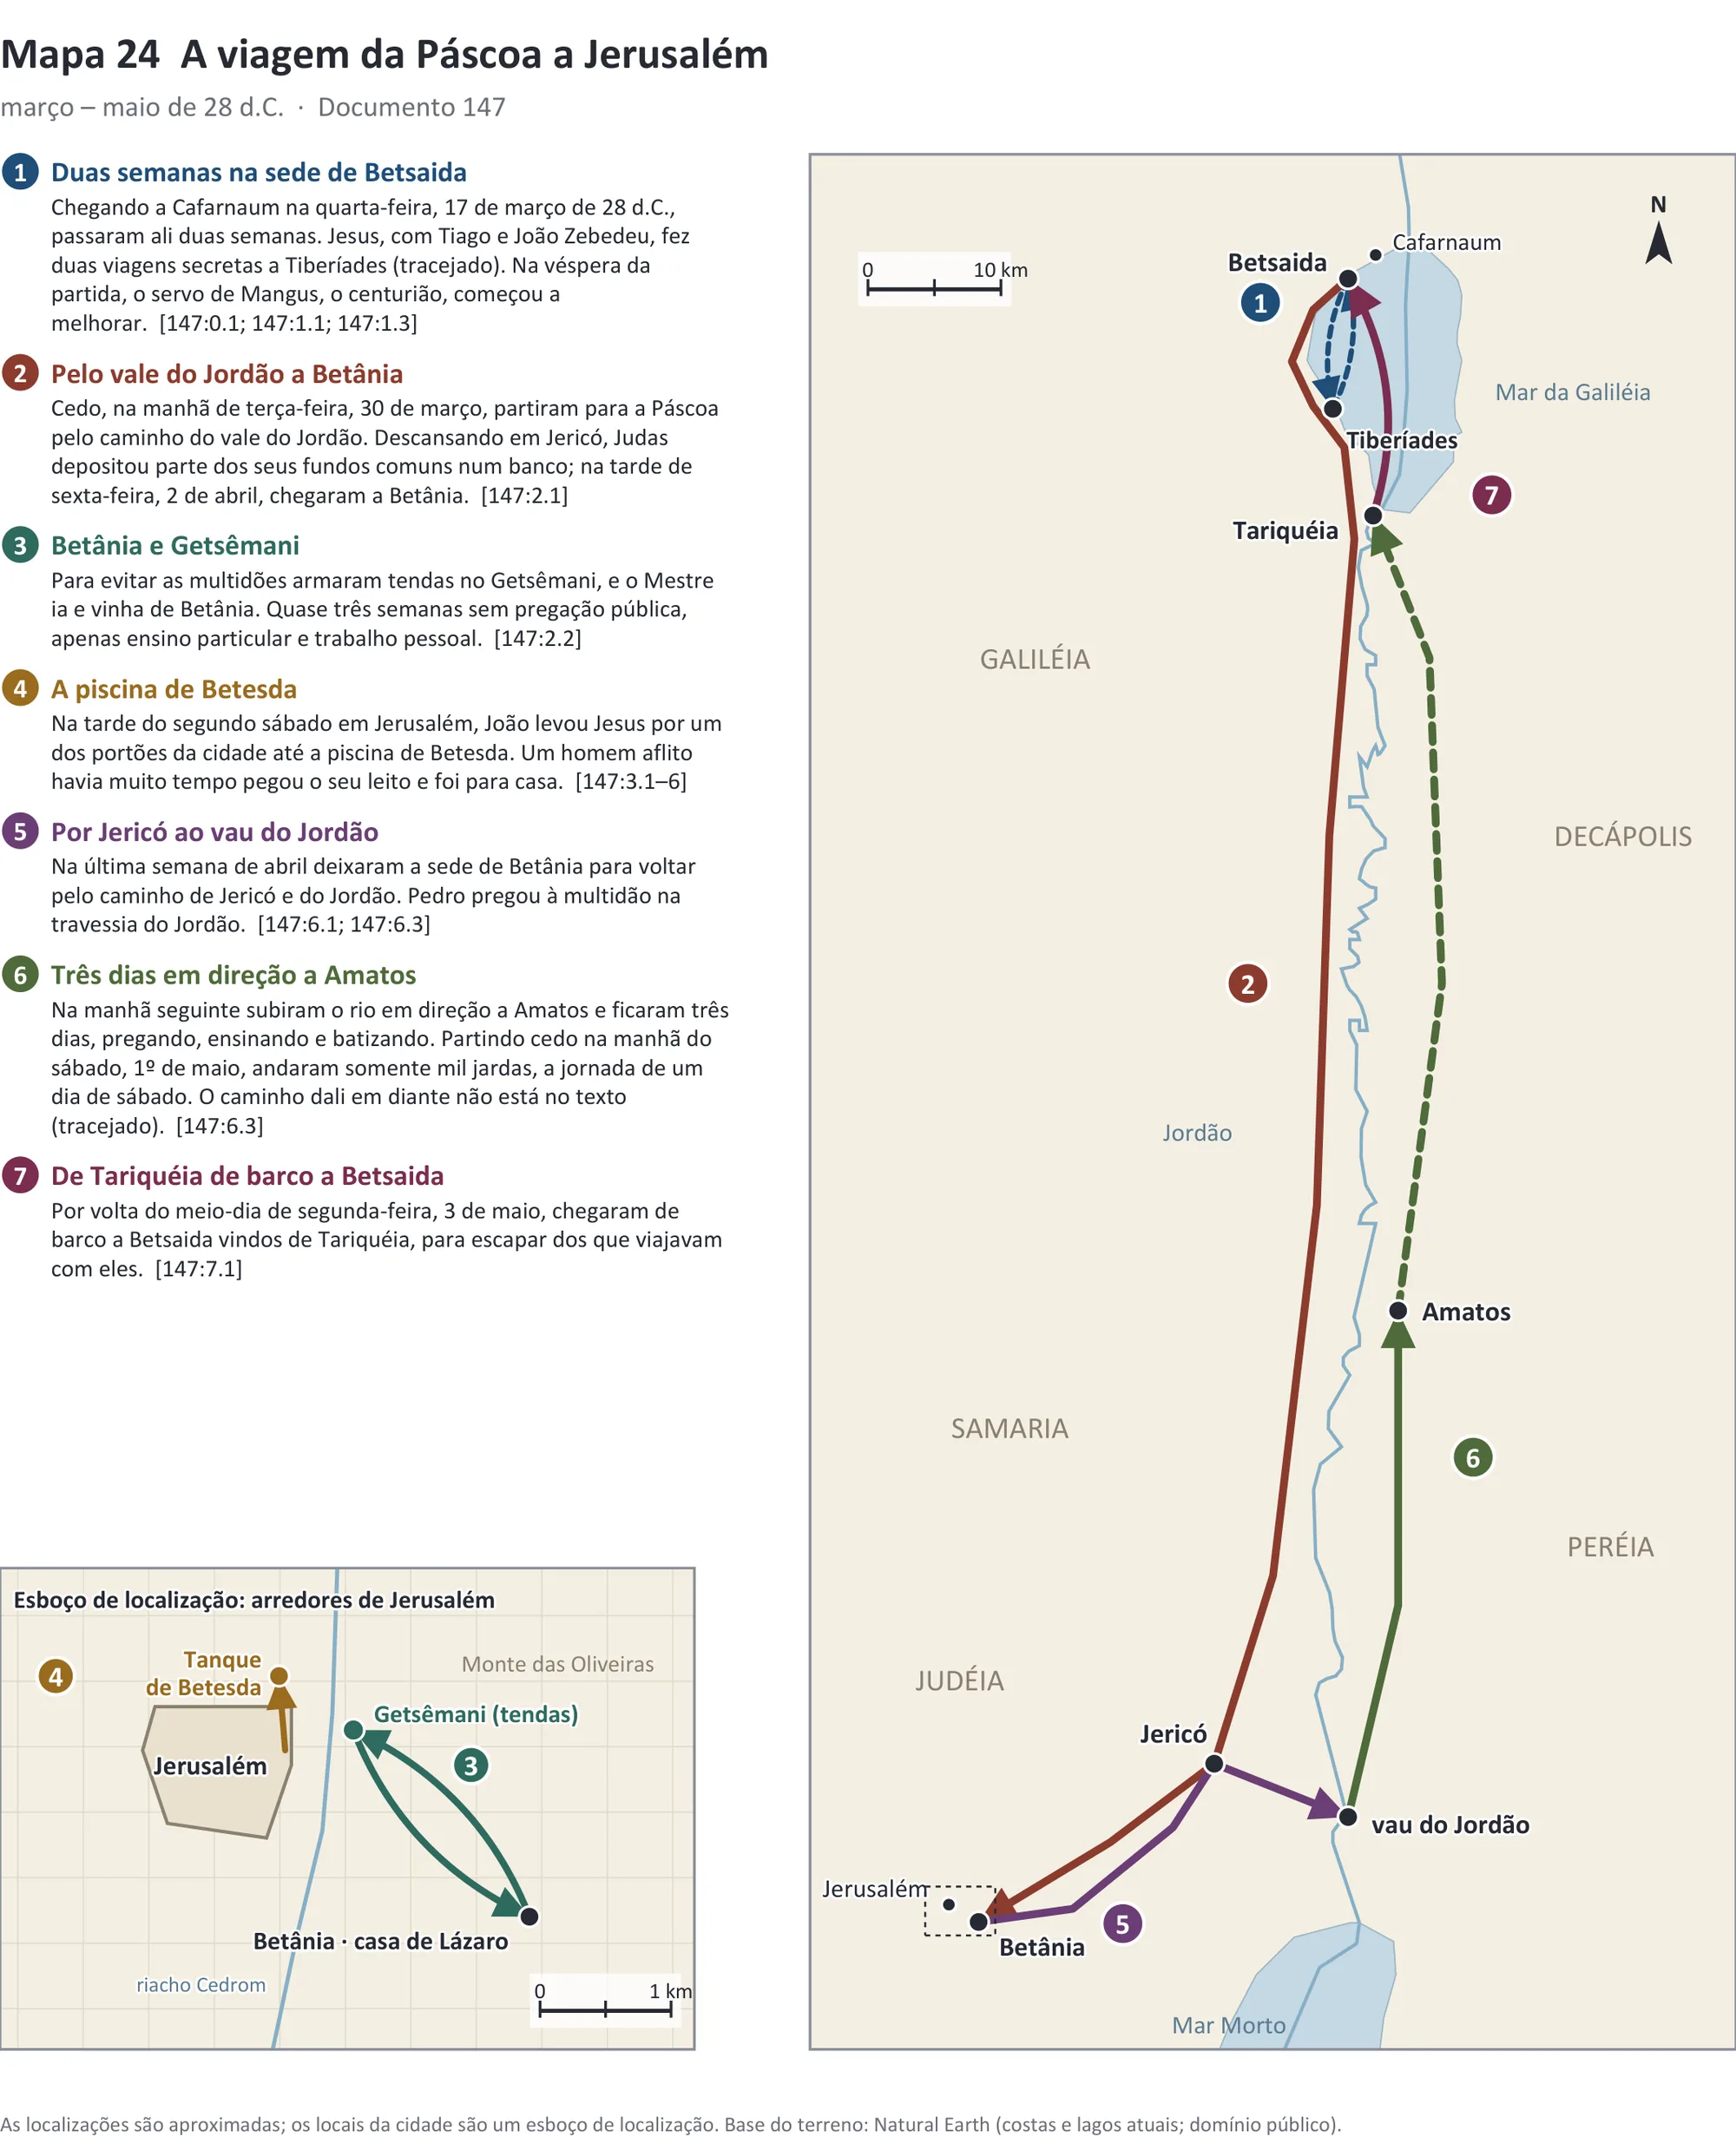 Mapa 24  A viagem da Páscoa a Jerusalém
março – maio de 28 d.C.  ·  Documento 147
1 Duas semanas na sede de Betsaida
Chegando a Cafarnaum na quarta-feira, 17 de março de 28 d.C.,
passaram ali duas semanas. Jesus, com Tiago e João Zebedeu, fez
duas viagens secretas a Tiberíades (tracejado). Na véspera da
partida, o servo de Mangus, o centurião, começou a
melhorar.  [147:0.1; 147:1.1; 147:1.3]
2 Pelo vale do Jordão a Betânia
Cedo, na manhã de terça-feira, 30 de março, partiram para a Páscoa
pelo caminho do vale do Jordão. Descansando em Jericó, Judas
depositou parte dos seus fundos comuns num banco; na tarde de
sexta-feira, 2 de abril, chegaram a Betânia.  [147:2.1]
3 Betânia e Getsêmani
Para evitar as multidões armaram tendas no Getsêmani, e o Mestre
ia e vinha de Betânia. Quase três semanas sem pregação pública,
apenas ensino particular e trabalho pessoal.  [147:2.2]
4 A piscina de Betesda
Na tarde do segundo sábado em Jerusalém, João levou Jesus por um
dos portões da cidade até a piscina de Betesda. Um homem aflito
havia muito tempo pegou o seu leito e foi para casa.  [147:3.1–6]
5 Por Jericó ao vau do Jordão
Na última semana de abril deixaram a sede de Betânia para voltar
pelo caminho de Jericó e do Jordão. Pedro pregou à multidão na
travessia do Jordão.  [147:6.1; 147:6.3]
6 Três dias em direção a Amatos
Na manhã seguinte subiram o rio em direção a Amatos e ficaram três
dias, pregando, ensinando e batizando. Partindo cedo na manhã do
sábado, 1º de maio, andaram somente mil jardas, a jornada de um
dia de sábado. O caminho dali em diante não está no texto
(tracejado).  [147:6.3]
7 De Tariquéia de barco a Betsaida
Por volta do meio-dia de segunda-feira, 3 de maio, chegaram de
barco a Betsaida vindos de Tariquéia, para escapar dos que viajavam
com eles.  [147:7.1]
Esboço de localização: arredores de Jerusalém
4
Tanque
de Betesda
Monte das Oliveiras
Getsêmani (tendas)
3
Jerusalém
Betânia · casa de Lázaro
riacho Cedrom
0 1 km
N
0 10 km
Cafarnaum
Betsaida
1
Mar da Galiléia
Tiberíades
7
Tariquéia
GALILÉIA
DECÁPOLIS
2
Jordão
Amatos
SAMARIA
6
PERÉIA
JUDÉIA
Jericó
vau do Jordão
Jerusalém
5
Betânia
Mar Morto
As localizações são aproximadas; os locais da cidade são um esboço de localização. Base do terreno: Natural Earth (costas e lagos atuais; domínio público).